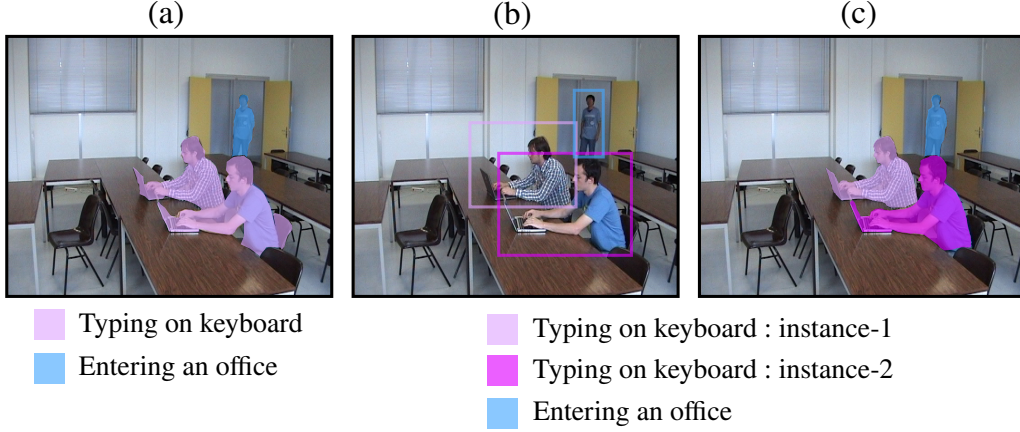 (a) (b) (c)
Typing on keyboard
Entering an office
Typing on keyboard : instance-1
Typing on keyboard : instance-2
Entering an office